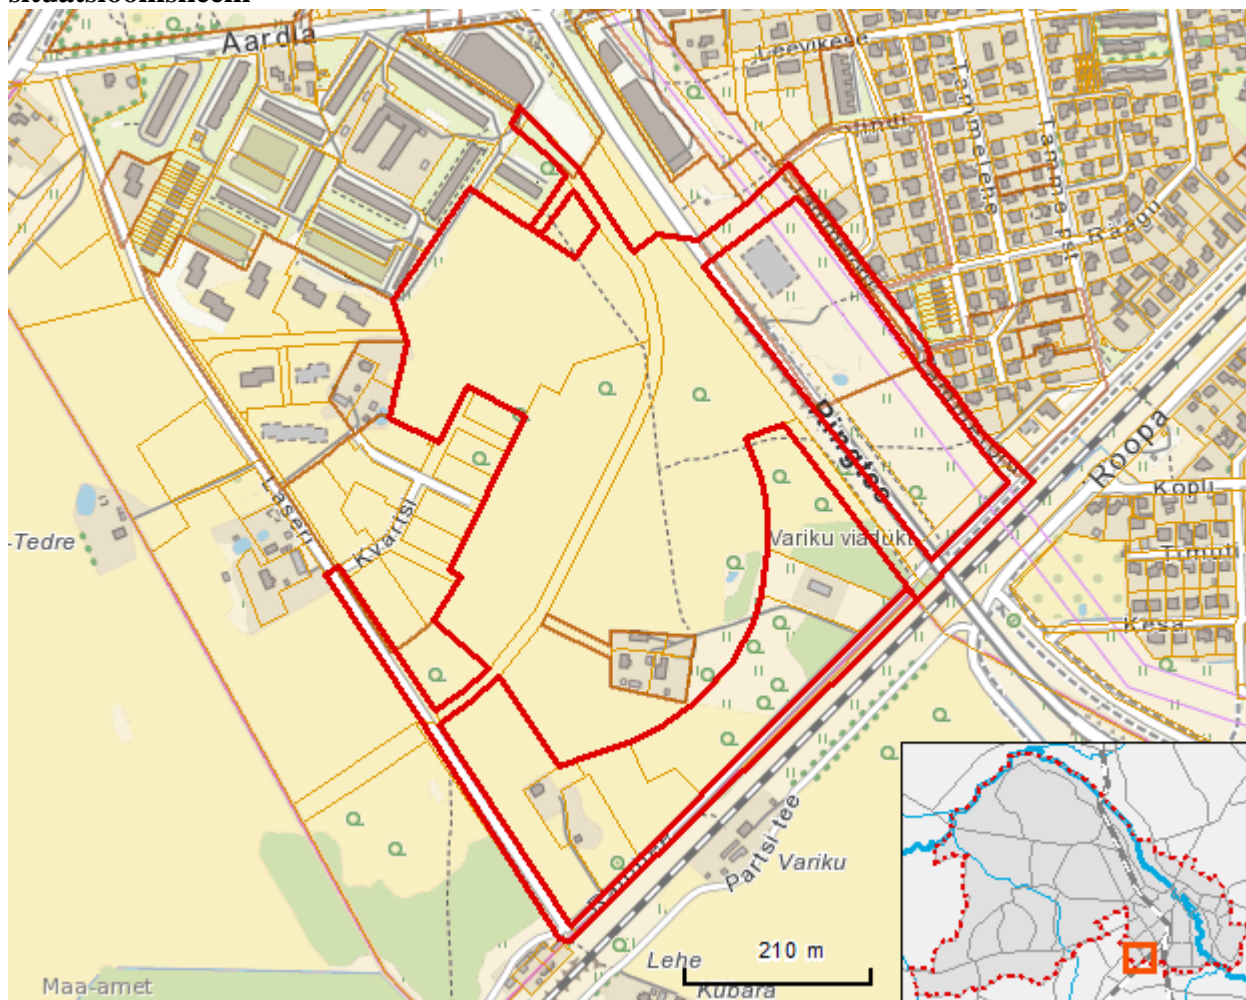 Aardla
Leevikese
Tammelehe
Tamme pst
Raagu
Ringtee
Roopa
Kopli
Timuti
Kesa
Laseri
Kvartsi
-Tedre
Variku viadukt
Partsi tee
Variku
Lehe
Kubara
210 m
Maa-amet